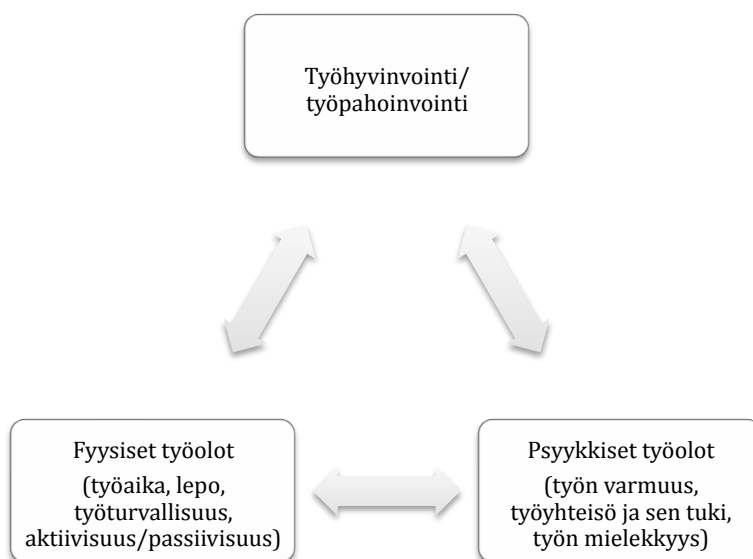 Työhyvinvointi/
työpahoinvointi
Fyysiset työolot
(työaika, lepo,
työturvallisuus,
aktiivisuus/passiivisuus)
Psyykkiset työolot
(työn varmuus,
työyhteisö ja sen tuki,
työn mielekkyys)